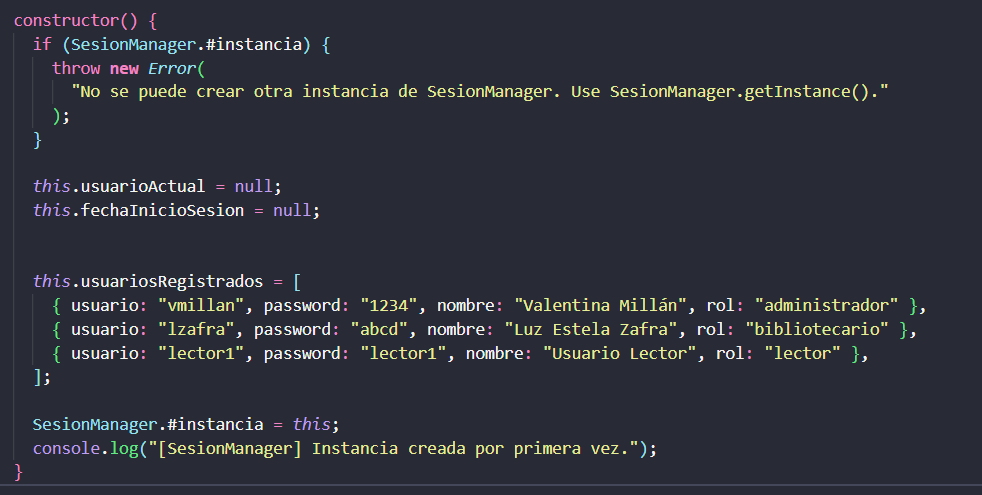 constructor() {
if (SesionManager.#instancia) {
throw new Error(
"No se puede crear otra instancia de SesionManager. Use SesionManager.getInstance()."
);
}
this.usuarioActual = null;
this.fechaInicioSesion = null;
this.usuariosRegistrados = [
{ usuario: "vmillan", password: "1234", nombre: "Valentina Millán", rol: "administrador" },
{ usuario: "lzafra", password: "abcd", nombre: "Luz Estela Zafra", rol: "bibliotecario" },
{ usuario: "lector1", password: "lector1", nombre: "Usuario Lector", rol: "lector" },
];
SesionManager.#instancia = this;
console.log("[SesionManager] Instancia creada por primera vez.");
}